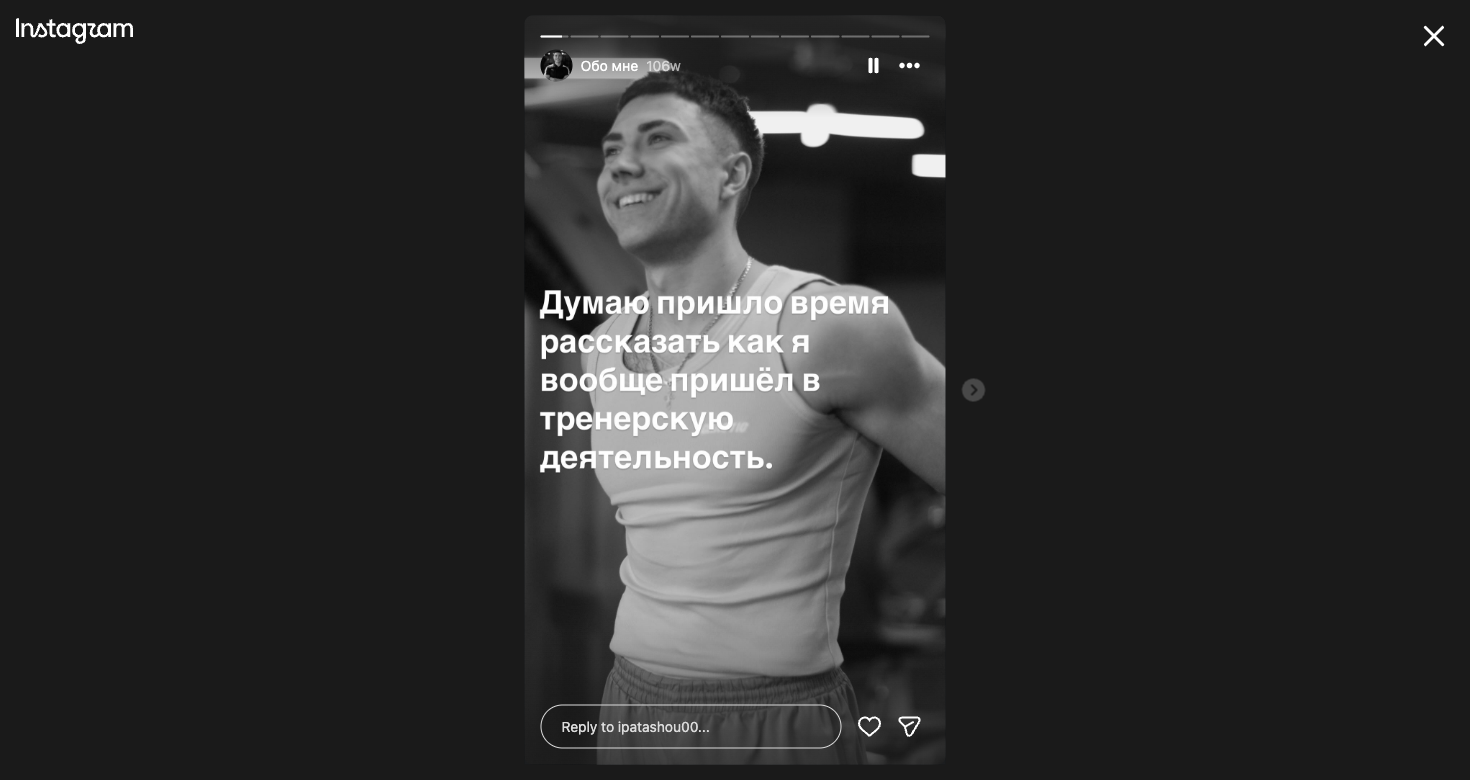 Instagram
Обо мне 106w
Думаю пришло время
рассказать как я
вообще пришёл в
тренерскую
деятельность.
Reply to ipatashou00...